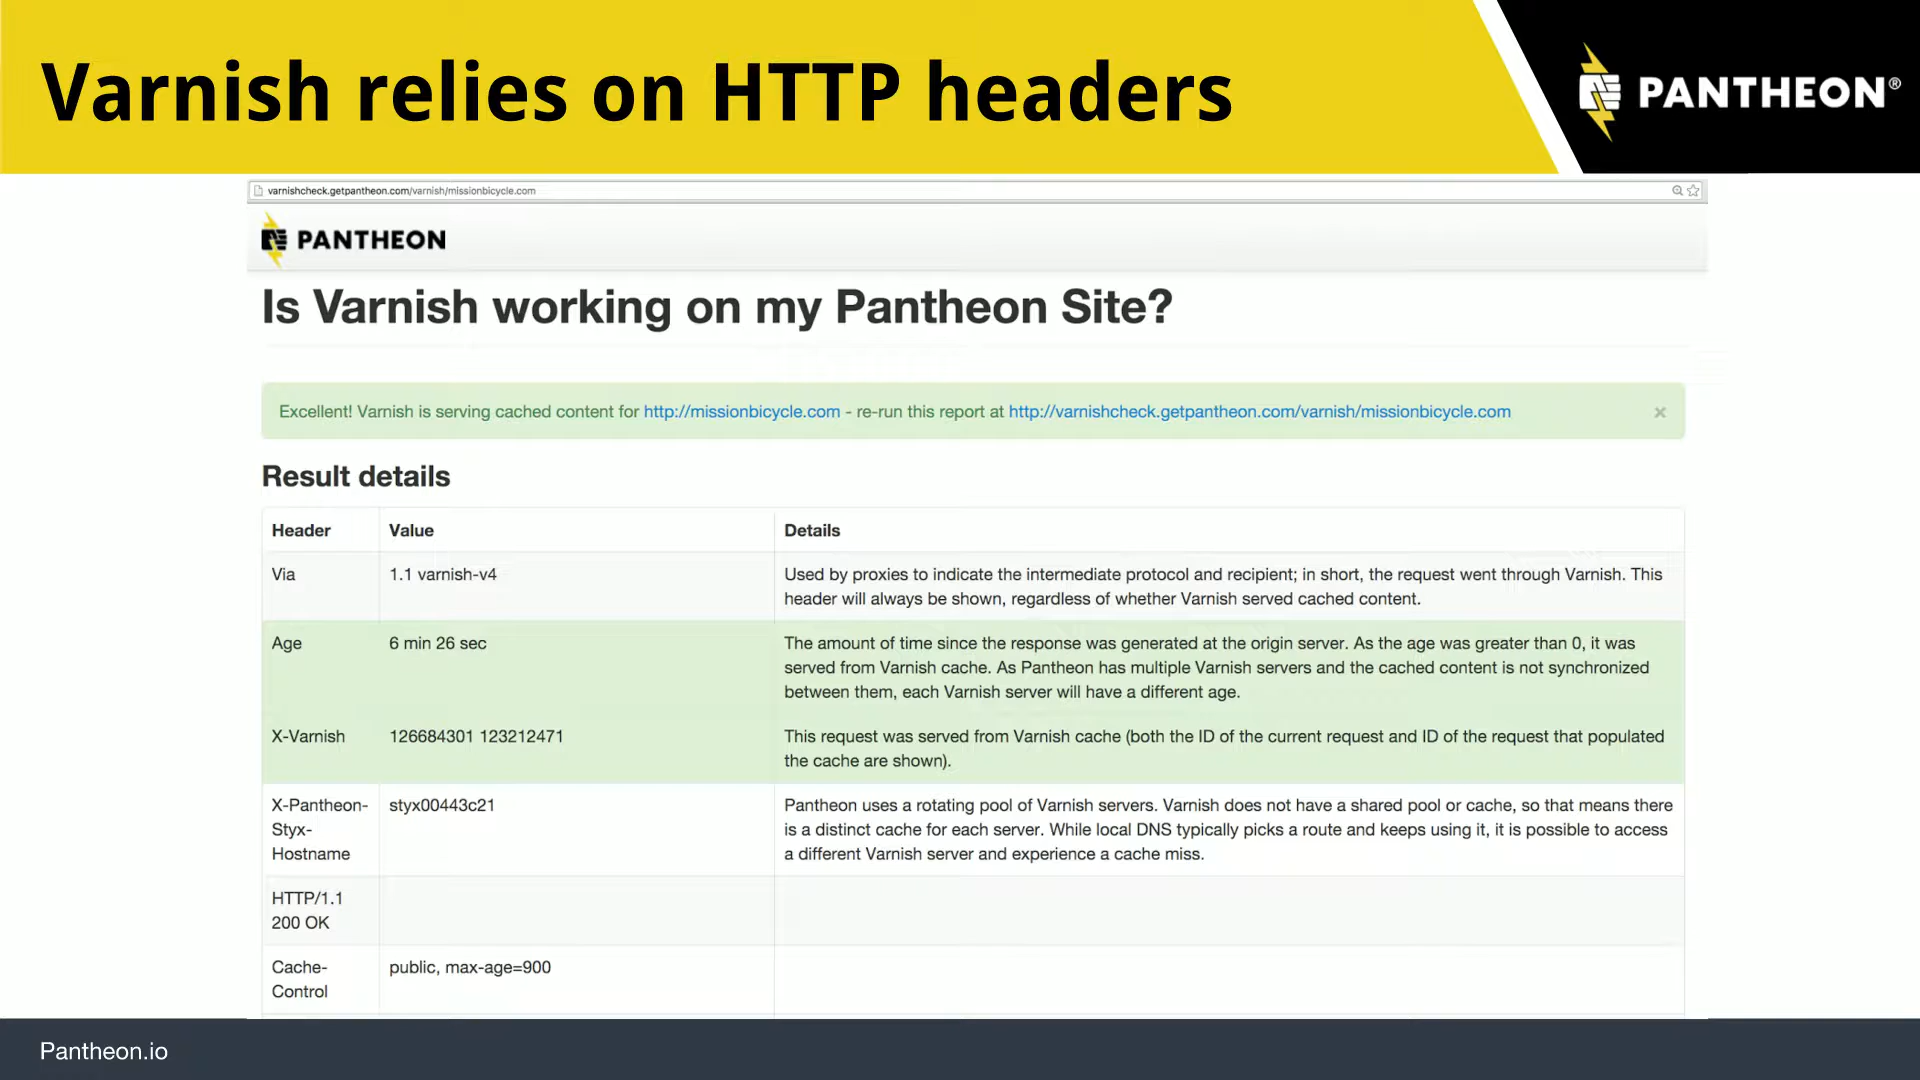 Varnish relies on HTTP headers
PANTHEON®
varnishcheck.getpantheon.com/varnish/missionbicycle.com
PANTHEON
Is Varnish working on my Pantheon Site?
Excellent! Varnish is serving cached content for http://missionbicycle.com - re-run this report at http://varnishcheck.getpantheon.com/varnish/missionbicycle.com ×
Result details
Header Value Details
Via 1.1 varnish-v4 Used by proxies to indicate the intermediate protocol and recipient; in short, the request went through Varnish. This
header will always be shown, regardless of whether Varnish served cached content.
Age 6 min 26 sec The amount of time since the response was generated at the origin server. As the age was greater than 0, it was
served from Varnish cache. As Pantheon has multiple Varnish servers and the cached content is not synchronized
between them, each Varnish server will have a different age.
X-Varnish 126684301 123212471 This request was served from Varnish cache (both the ID of the current request and ID of the request that populated
the cache are shown).
X-Pantheon- styx00443c21 Pantheon uses a rotating pool of Varnish servers. Varnish does not have a shared pool or cache, so that means there
Styx- is a distinct cache for each server. While local DNS typically picks a route and keeps using it, it is possible to access
Hostname a different Varnish server and experience a cache miss.
HTTP/1.1
200 OK
Cache- public, max-age=900
Control
Pantheon.io